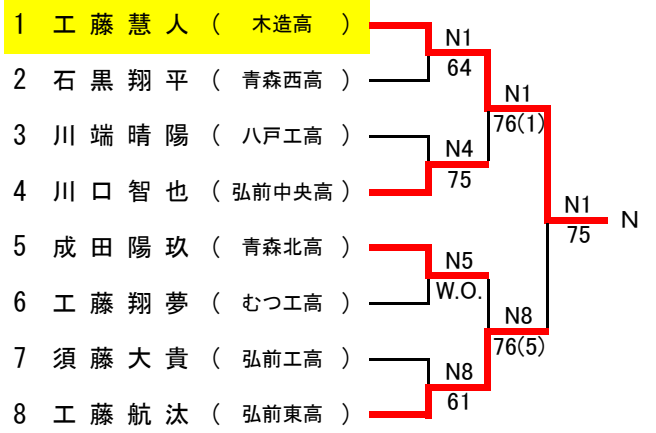 1 工藤慧人 ( 木造高 )
2 石黒翔平 ( 青森西高 )
3 川端晴陽 ( 八戸工高 )
4 川口智也 ( 弘前中央高 )
5 成田陽玖 ( 青森北高 )
6 工藤翔夢 ( むつ工高 )
7 須藤大貴 ( 弘前工高 )
8 工藤航汰 ( 弘前東高 )
N1
64
N4
75
N5
W.O.
N8
61
N1
76(1)
N8
76(5)
N1
75
N